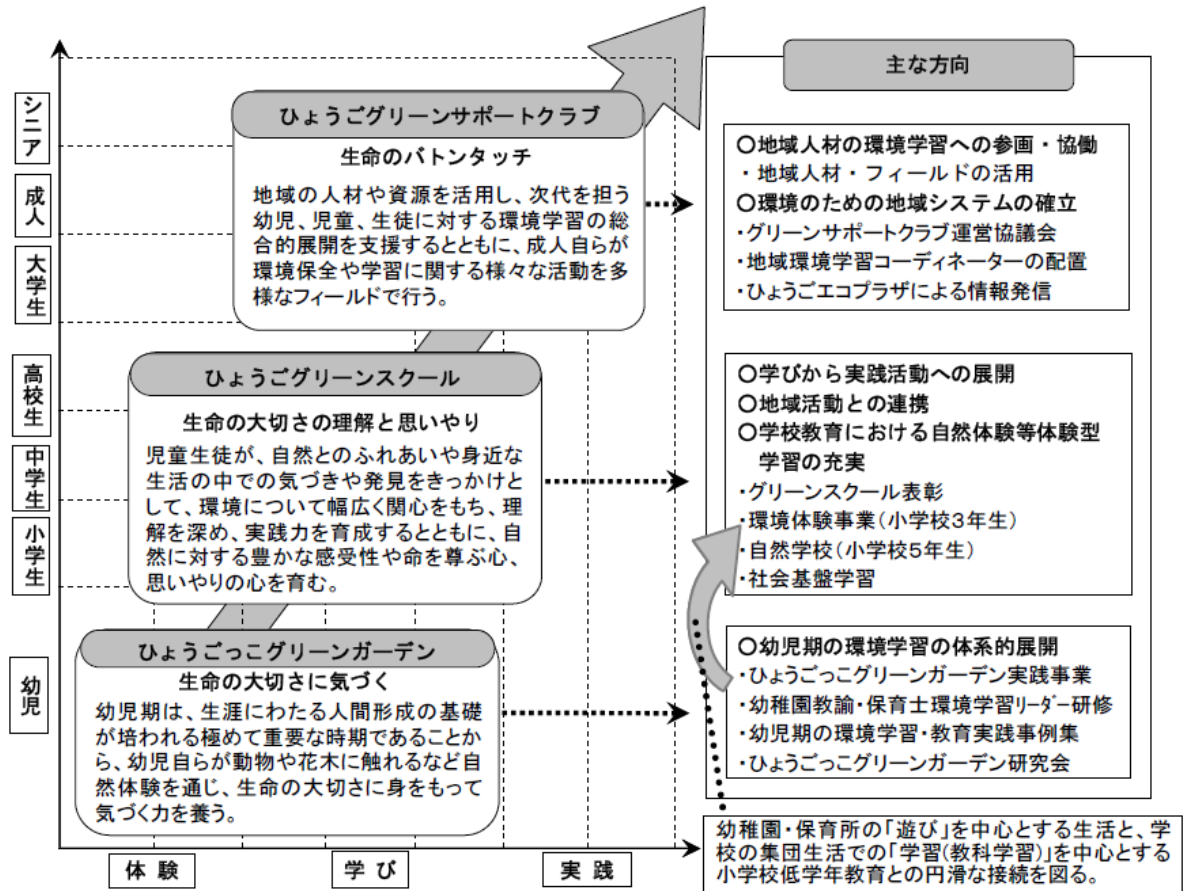 シニア
成人
大学生
高校生
中学生
小学生
幼児
ひょうごグリーンサポートクラブ
生命のバトンタッチ
地域の人材や資源を活用し、次代を担う
幼児、児童、生徒に対する環境学習の総
合的展開を支援するとともに、成人自らが
環境保全や学習に関する様々な活動を多
様なフィールドで行う。
ひょうごグリーンスクール
生命の大切さの理解と思いやり
児童生徒が、自然とのふれあいや身近な
生活の中での気づきや発見をきっかけと
して、環境について幅広く関心をもち、理
解を深め、実践力を育成するとともに、自
然に対する豊かな感受性や命を尊ぶ心、
思いやりの心を育む。
ひょうごっこグリーンガーデン
生命の大切さに気づく
幼児期は、生涯にわたる人間形成の基礎
が培われる極めて重要な時期であることか
ら、幼児自らが動物や花木に触れるなど自
然体験を通じ、生命の大切さに身をもって
気づく力を養う。
体験
学び
実践
主な方向
○地域人材の環境学習への参画・協働
・地域人材・フィールドの活用
○環境のための地域システムの確立
・グリーンサポートクラブ運営協議会
・地域環境学習コーディネーターの配置
・ひょうごエコプラザによる情報発信
○学びから実践活動への展開
○地域活動との連携
○学校教育における自然体験等体験型
学習の充実
・グリーンスクール表彰
・環境体験事業(小学校3年生)
・自然学校(小学校5年生)
・社会基盤学習
○幼児期の環境学習の体系的展開
・ひょうごっこグリーンガーデン実践事業
・幼稚園教諭・保育士環境学習リーダー研修
・幼児期の環境学習・教育実践事例集
・ひょうごっこグリーンガーデン研究会
幼稚園・保育所の「遊び」を中心とする生活と、学
校の集団生活での「学習(教科学習)」を中心とする
小学校低学年教育との円滑な接続を図る。